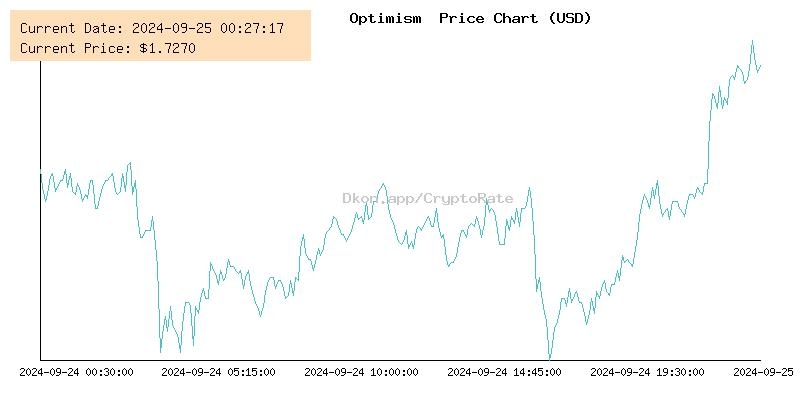 Optimism  Price Chart (USD)
Current Date: 2024-09-25 00:27:17
Current Price: $1.7270
Dkon.app/CryptoRate
2024-09-24 00:30:00 2024-09-24 05:15:00 2024-09-24 10:00:00 2024-09-24 14:45:00 2024-09-24 19:30:00 2024-09-25